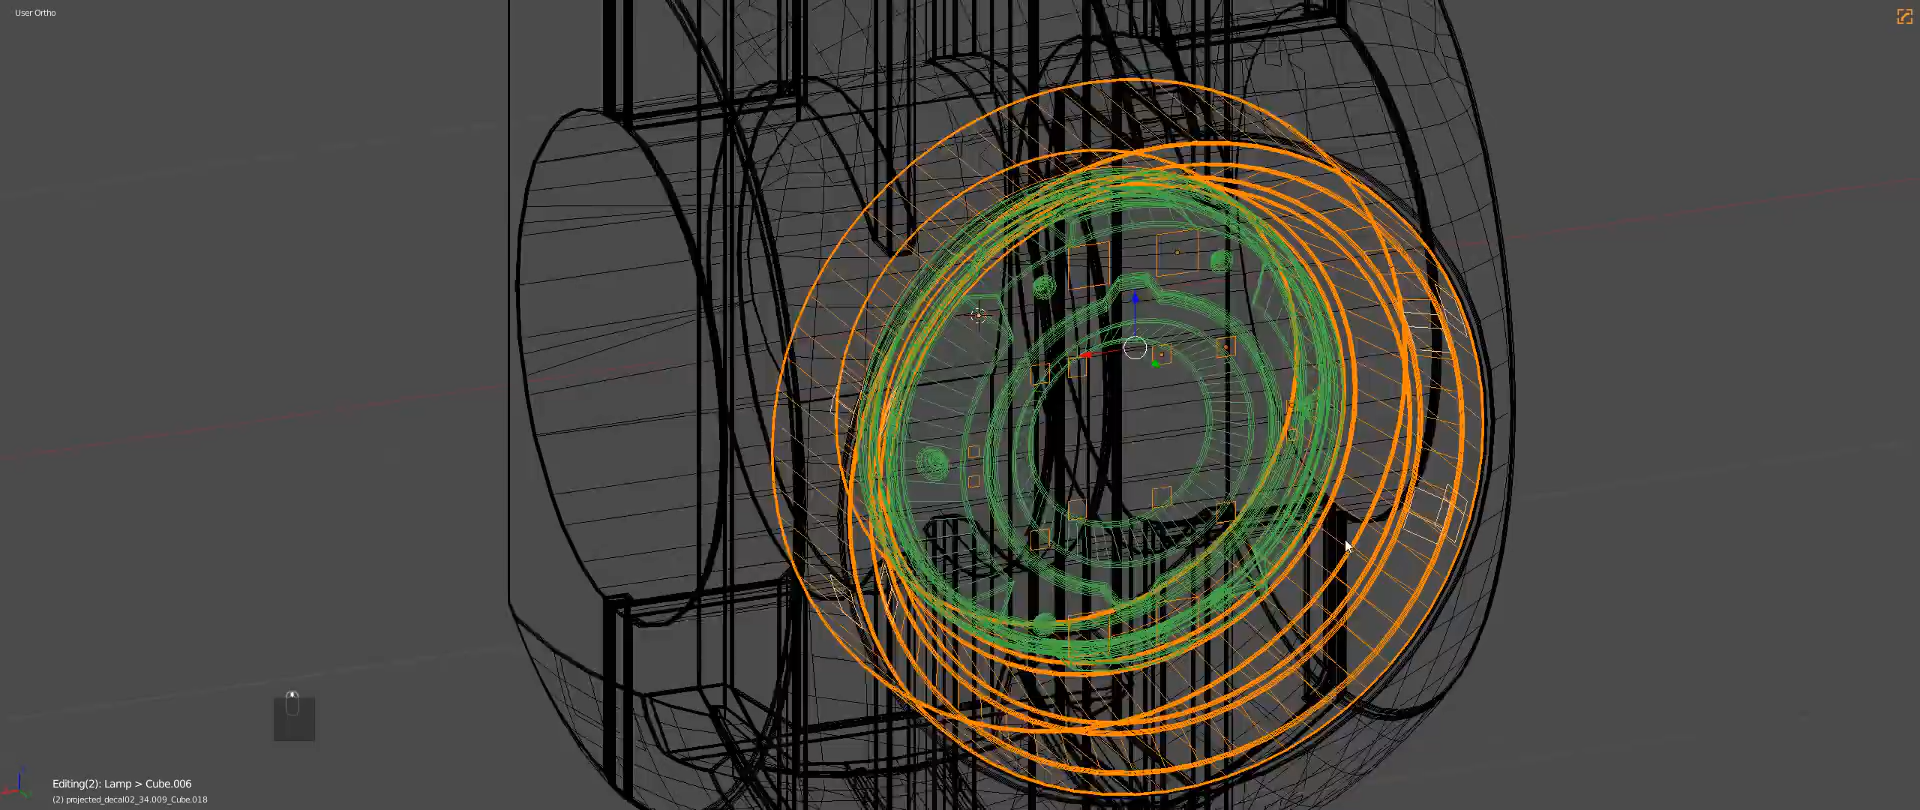 User Ortho
Editing(2): Lamp > Cube.006
(2) projected_decal02_34.009_Cube.018